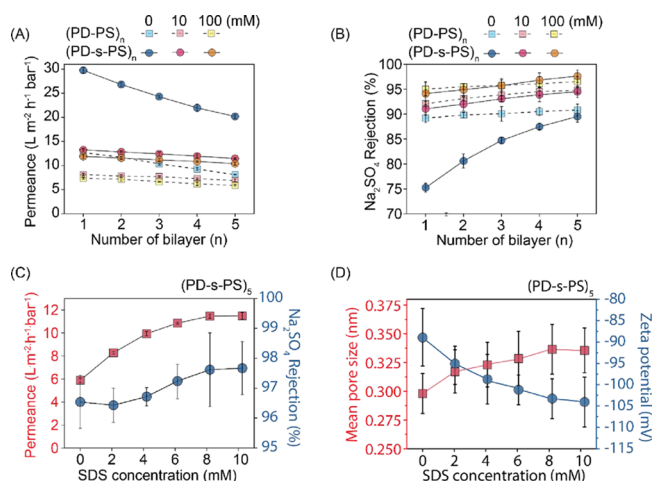 0 10 100 (mM)
(PD-PS)n
(PD-s-PS)n
(A)
Permeance (L m-2 h-1 bar-1)
35
30
25
20
15
10
5
0
1 2 3 4 5
Number of bilayer (n)
0 10 100 (mM)
(PD-PS)n
(PD-s-PS)n
(B)
Na2SO4 Rejection (%)
100
95
90
85
80
75
70
1 2 3 4 5
Number of bilayer (n)
(C)
(PD-s-PS)5
Permeance (L m-2 h-1 bar-1)
12
10
8
6
4
2
0
0 2 4 6 8 10
SDS concentration (mM)
100
99
98
97
96
95
Na2SO4 Rejection (%)
(D)
(PD-s-PS)5
Mean pore size (nm)
0.375
0.350
0.325
0.300
0.275
0.250
0 2 4 6 8 10
SDS concentration (mM)
-80
-85
-90
-95
-100
-105
-110
-115
Zeta potential (mV)